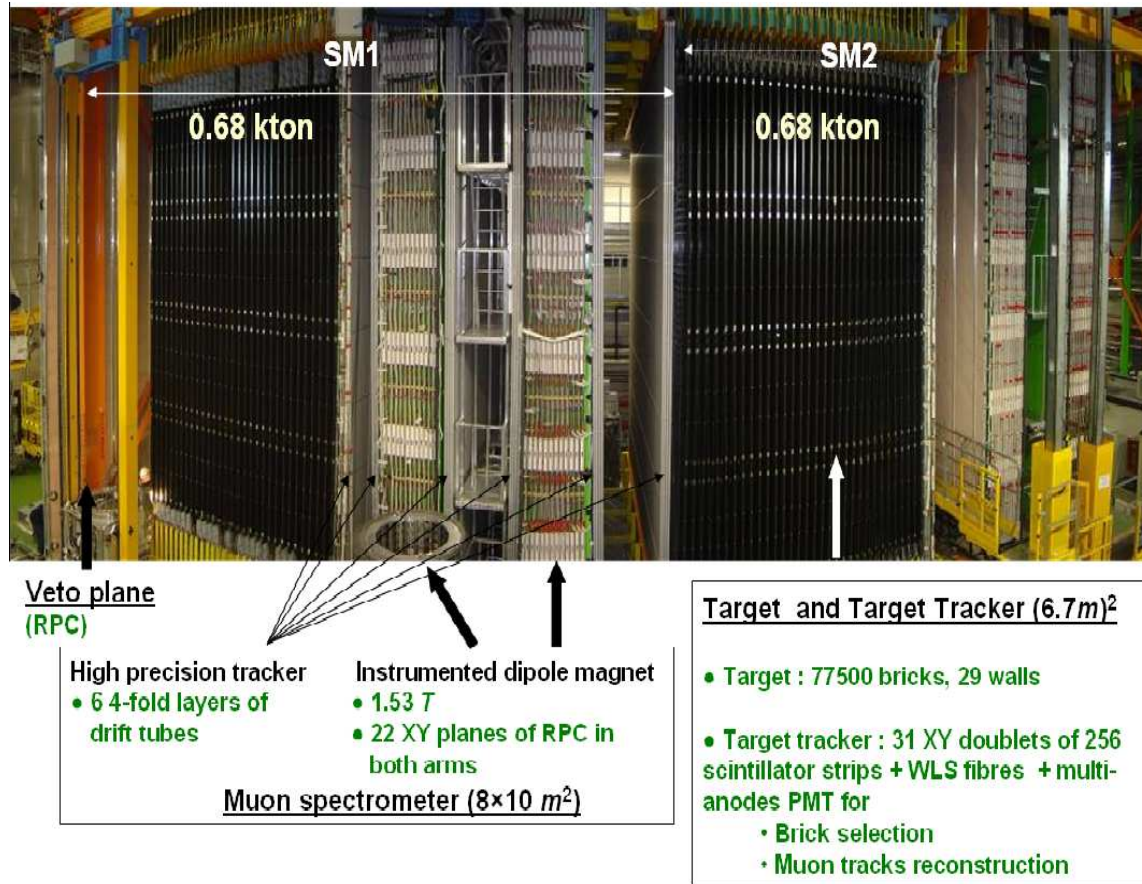 SM1
SM2
0.68 kton
0.68 kton
Veto plane
(RPC)
High precision tracker
• 6 4-fold layers of
drift tubes
Instrumented dipole magnet
• 1.53 T
• 22 XY planes of RPC in
both arms
Muon spectrometer (8×10 m²)
Target and Target Tracker (6.7m)²
• Target : 77500 bricks, 29 walls
• Target tracker : 31 XY doublets of 256
scintillator strips + WLS fibres + multi-
anodes PMT for
• Brick selection
• Muon tracks reconstruction